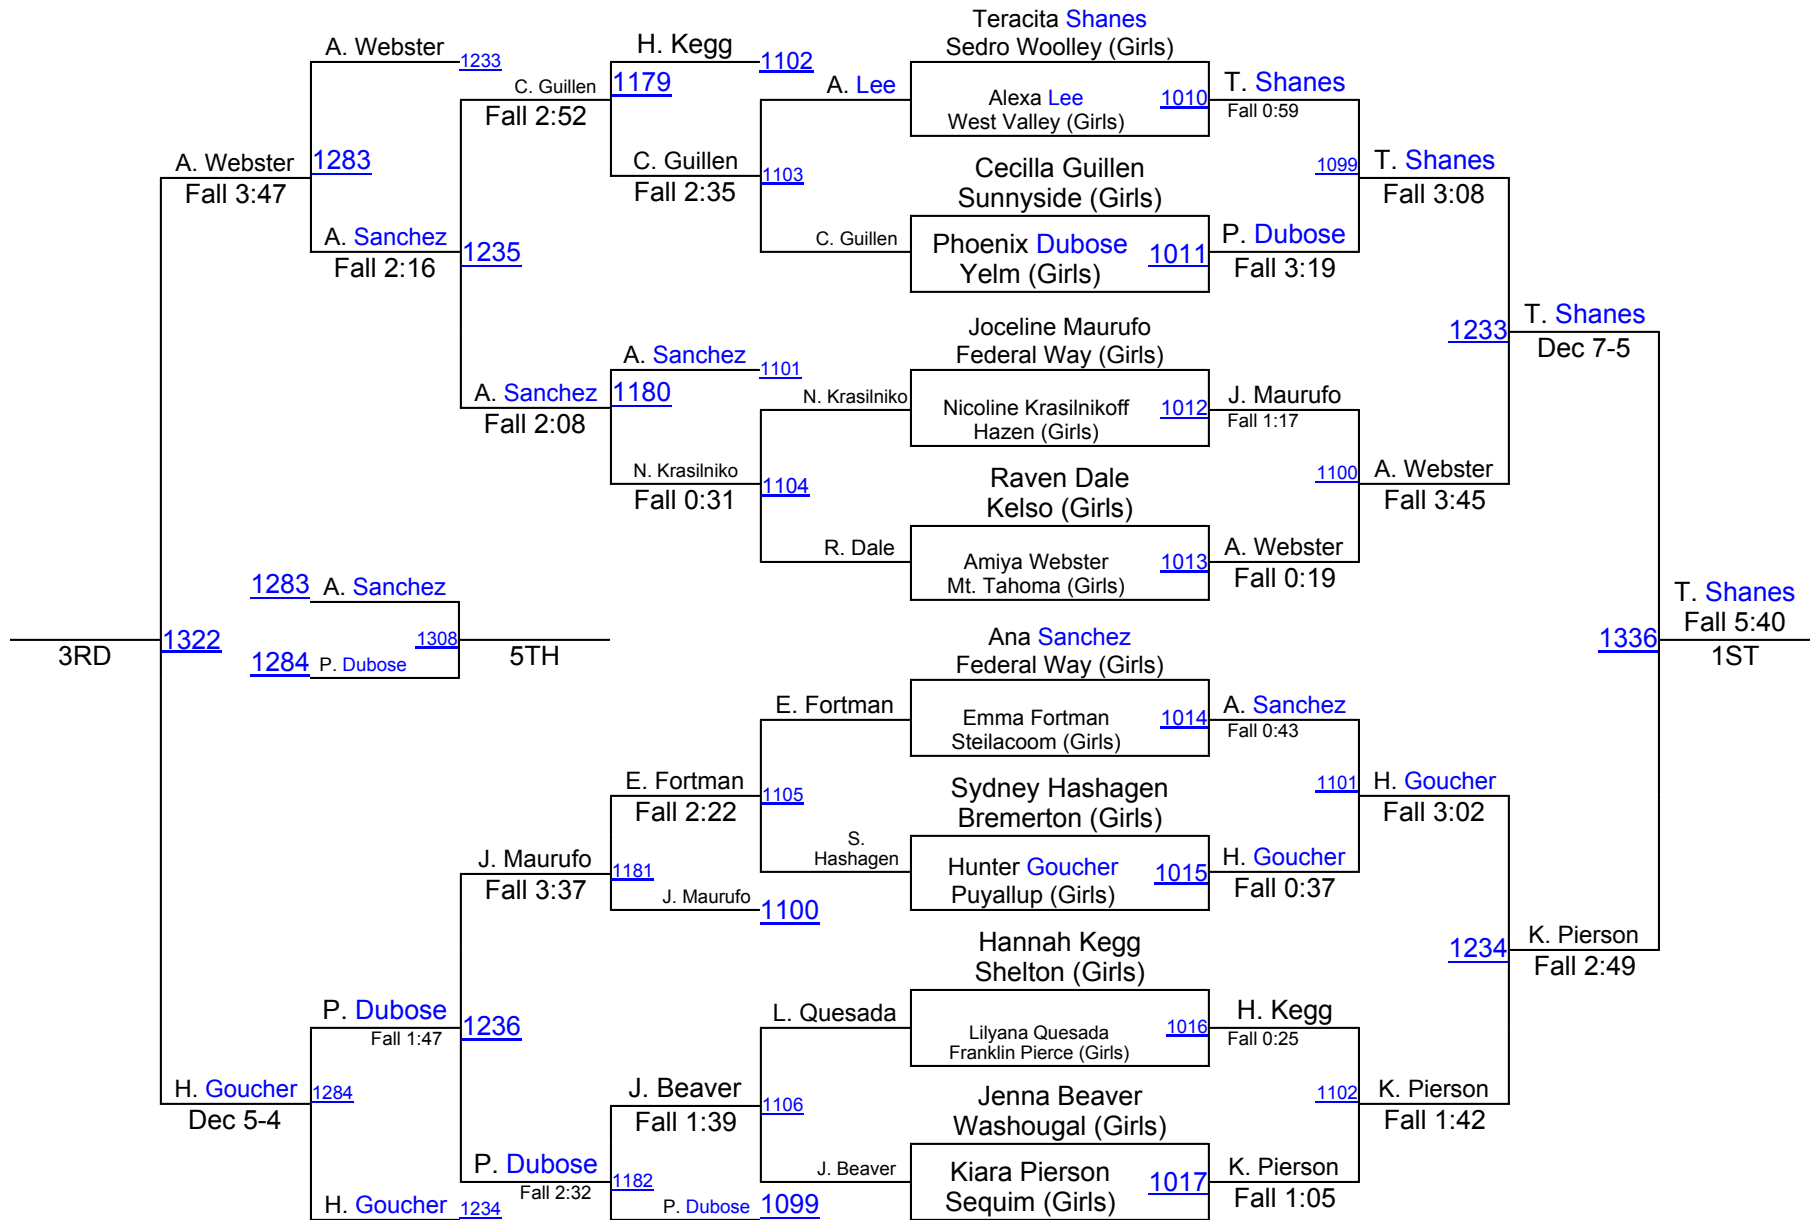 Teracita Shanes
Sedro Woolley (Girls)
A. Webster
1233
H. Kegg
1102
C. Guillen
1179
Fall 2:52
A. Lee
Alexa Lee
West Valley (Girls)
1010
T. Shanes
Fall 0:59
A. Webster
1283
Fall 3:47
C. Guillen
1103
Fall 2:35
Cecilla Guillen
Sunnyside (Girls)
1099
T. Shanes
Fall 3:08
A. Sanchez
1235
Fall 2:16
C. Guillen
Phoenix Dubose
Yelm (Girls)
1011
P. Dubose
Fall 3:19
Joceline Maurufo
Federal Way (Girls)
1233
T. Shanes
Dec 7-5
A. Sanchez
1101
A. Sanchez
1180
Fall 2:08
N. Krasilniko
Nicoline Krasilnikoff
Hazen (Girls)
1012
J. Maurufo
Fall 1:17
N. Krasilniko
1104
Fall 0:31
Raven Dale
Kelso (Girls)
1100
A. Webster
Fall 3:45
R. Dale
Amiya Webster
Mt. Tahoma (Girls)
1013
A. Webster
Fall 0:19
1283
A. Sanchez
T. Shanes
Fall 5:40
3RD
1322
1308
5TH
1284
P. Dubose
Ana Sanchez
Federal Way (Girls)
1336
1ST
E. Fortman
Emma Fortman
Steilacoom (Girls)
1014
A. Sanchez
Fall 0:43
E. Fortman
1105
Fall 2:22
Sydney Hashagen
Bremerton (Girls)
1101
H. Goucher
Fall 3:02
J. Maurufo
1181
Fall 3:37
S.
Hashagen
Hunter Goucher
Puyallup (Girls)
1015
H. Goucher
Fall 0:37
J. Maurufo
1100
Hannah Kegg
Shelton (Girls)
1234
K. Pierson
Fall 2:49
P. Dubose
1236
Fall 1:47
L. Quesada
Lilyana Quesada
Franklin Pierce (Girls)
1016
H. Kegg
Fall 0:25
H. Goucher
1284
Dec 5-4
J. Beaver
1106
Fall 1:39
Jenna Beaver
Washougal (Girls)
1102
K. Pierson
Fall 1:42
P. Dubose
1182
Fall 2:32
J. Beaver
Kiara Pierson
Sequim (Girls)
1017
K. Pierson
Fall 1:05
H. Goucher
1234
P. Dubose
1099